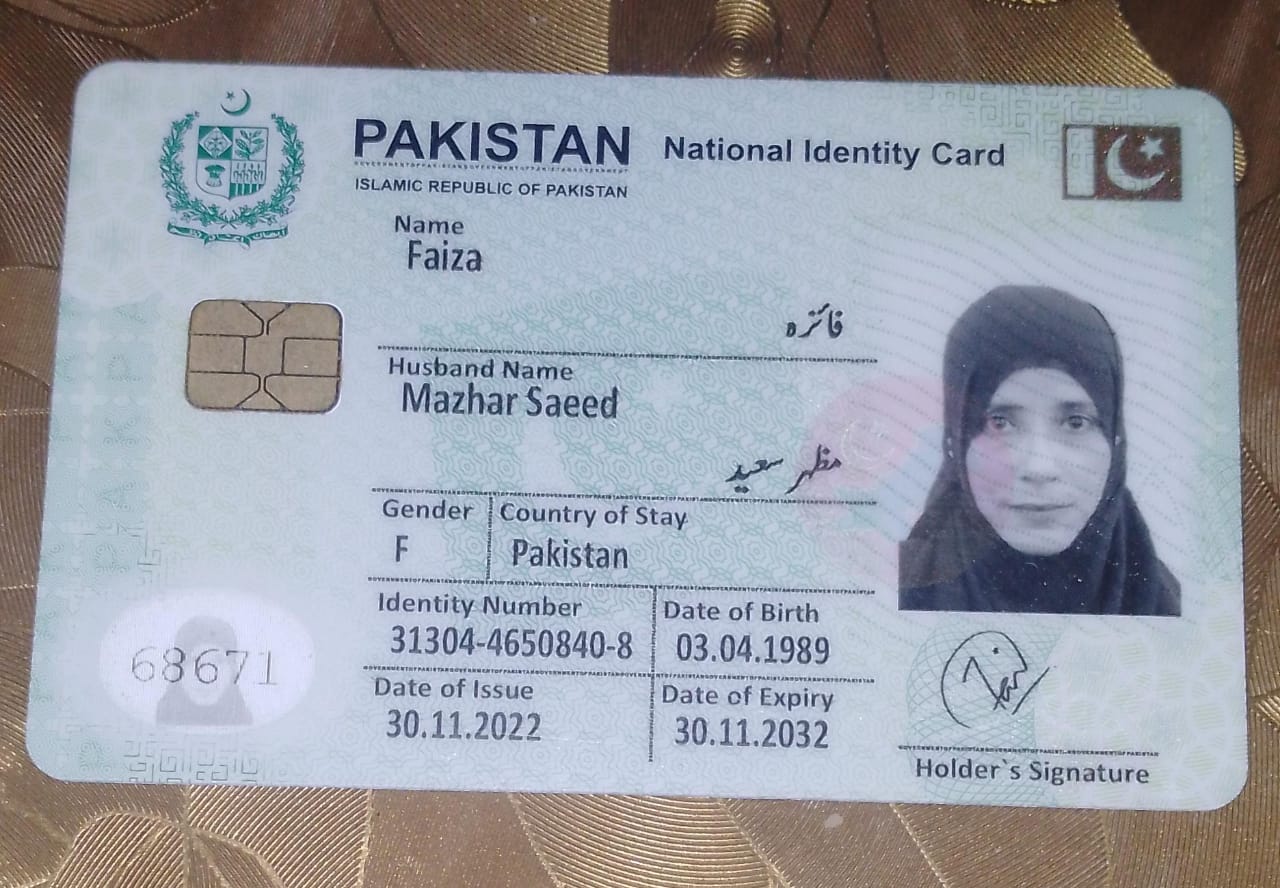 PAKISTAN National Identity Card
ISLAMIC REPUBLIC OF PAKISTAN
Name
Faiza
فائزہ
Husband Name
Mazhar Saeed
مظہر سعید
Gender Country of Stay
F Pakistan
Identity Number Date of Birth
31304-4650840-8 03.04.1989
68671
Date of Issue Date of Expiry
30.11.2022 30.11.2032
Holder`s Signature